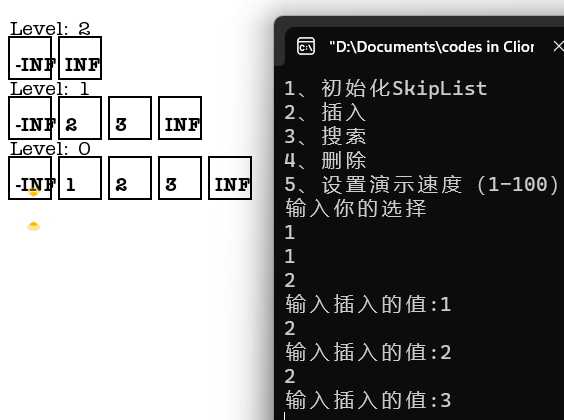 Level: 2
-INF INF
Level: 1
-INF 2 3 INF
Level: 0
-INF 1 2 3 INF
"D:\Documents\codes in Clior
1、初始化SkipList
2、插入
3、搜索
4、删除
5、设置演示速度 (1-100)
输入你的选择
1
1
2
输入插入的值:1
2
输入插入的值:2
2
输入插入的值:3